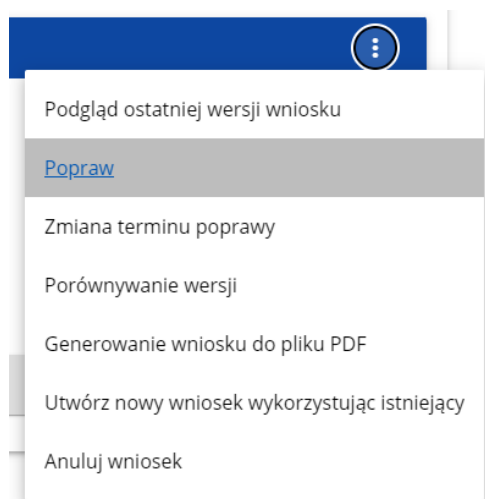 Podgląd ostatniej wersji wniosku
Popraw
Zmiana terminu poprawy
Porównywanie wersji
Generowanie wniosku do pliku PDF
Utwórz nowy wniosek wykorzystując istniejący
Anuluj wniosek